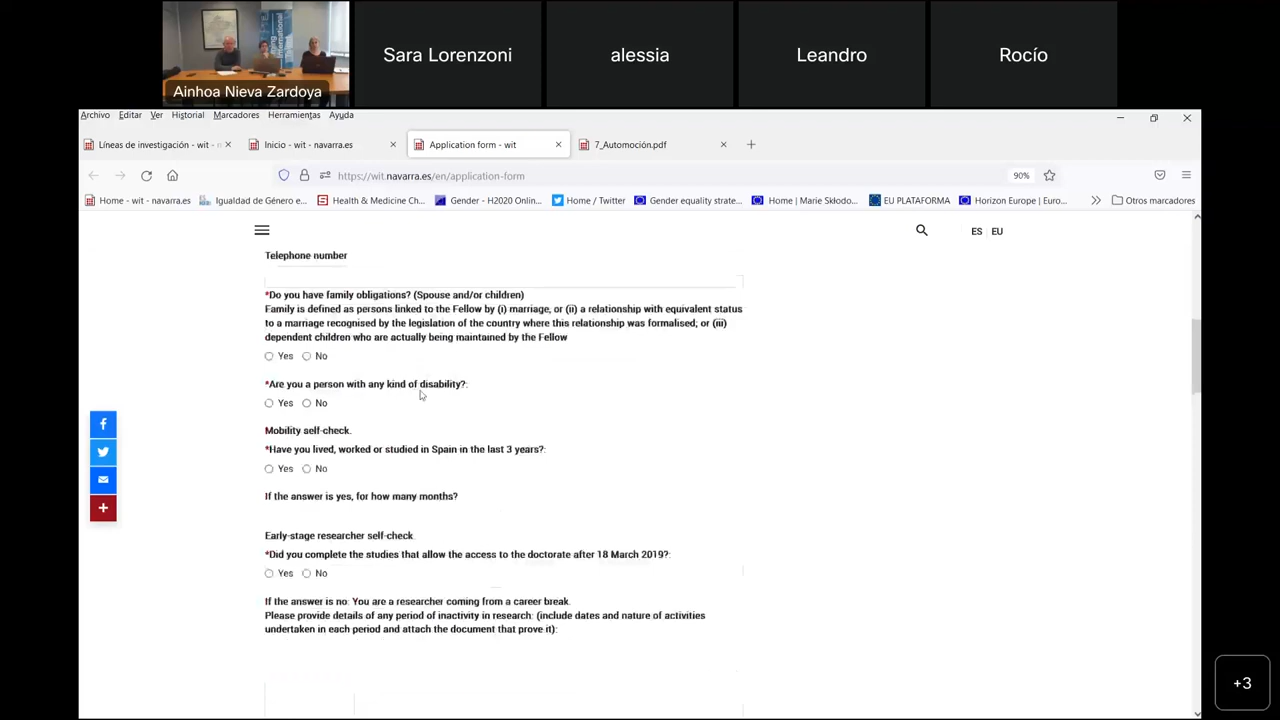 Ainhoa Nieva Zardoya
Sara Lorenzoni
alessia
Leandro
Rocío
Archivo Editar Ver Historial Marcadores Herramientas Ayuda
Líneas de investigación - wit - n
Inicio - wit - navarra.es
Application form - wit
7_Automoción.pdf
https://wit.navarra.es/en/application-form
90%
Home - wit - navarra.es
Igualdad de Género e...
Health & Medicine Ch...
Gender - H2020 Onlin...
Home / Twitter
Gender equality strate...
Home | Marie Skłodo...
EU PLATAFORMA
Horizon Europe | Euro...
Otros marcadores
ES | EU
Telephone number
*Do you have family obligations? (Spouse and/or children)
Family is defined as persons linked to the Fellow by (i) marriage, or (ii) a relationship with equivalent status
to a marriage recognised by the legislation of the country where this relationship was formalised; or (iii)
dependent children who are actually being maintained by the Fellow
Yes No
*Are you a person with any kind of disability?:
Yes No
Mobility self-check.
*Have you lived, worked or studied in Spain in the last 3 years?:
Yes No
If the answer is yes, for how many months?
Early-stage researcher self-check.
*Did you complete the studies that allow the access to the doctorate after 18 March 2019?:
Yes No
If the answer is no: You are a researcher coming from a career break.
Please provide details of any period of inactivity in research: (include dates and nature of activities
undertaken in each period and attach the document that prove it):
+3